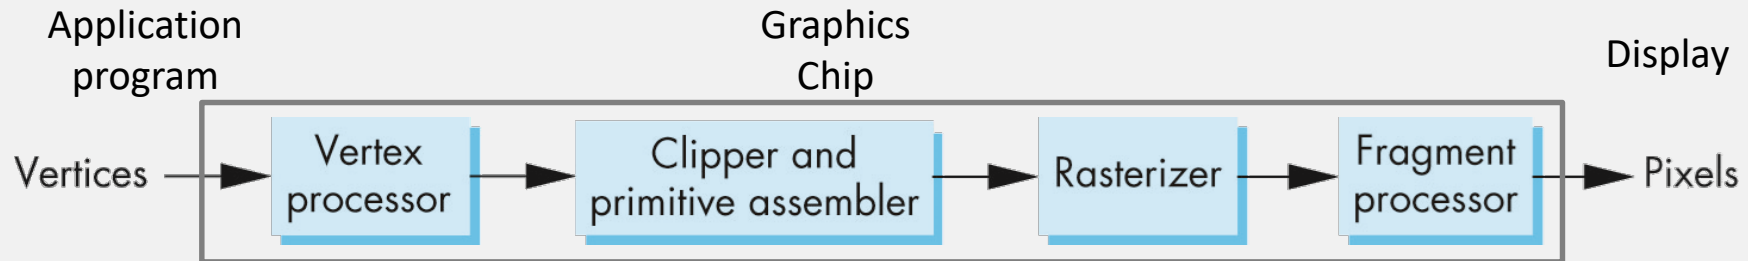 Application
program
Graphics
Chip
Display
Vertices
Vertex
processor
Clipper and
primitive assembler
Rasterizer
Fragment
processor
Pixels